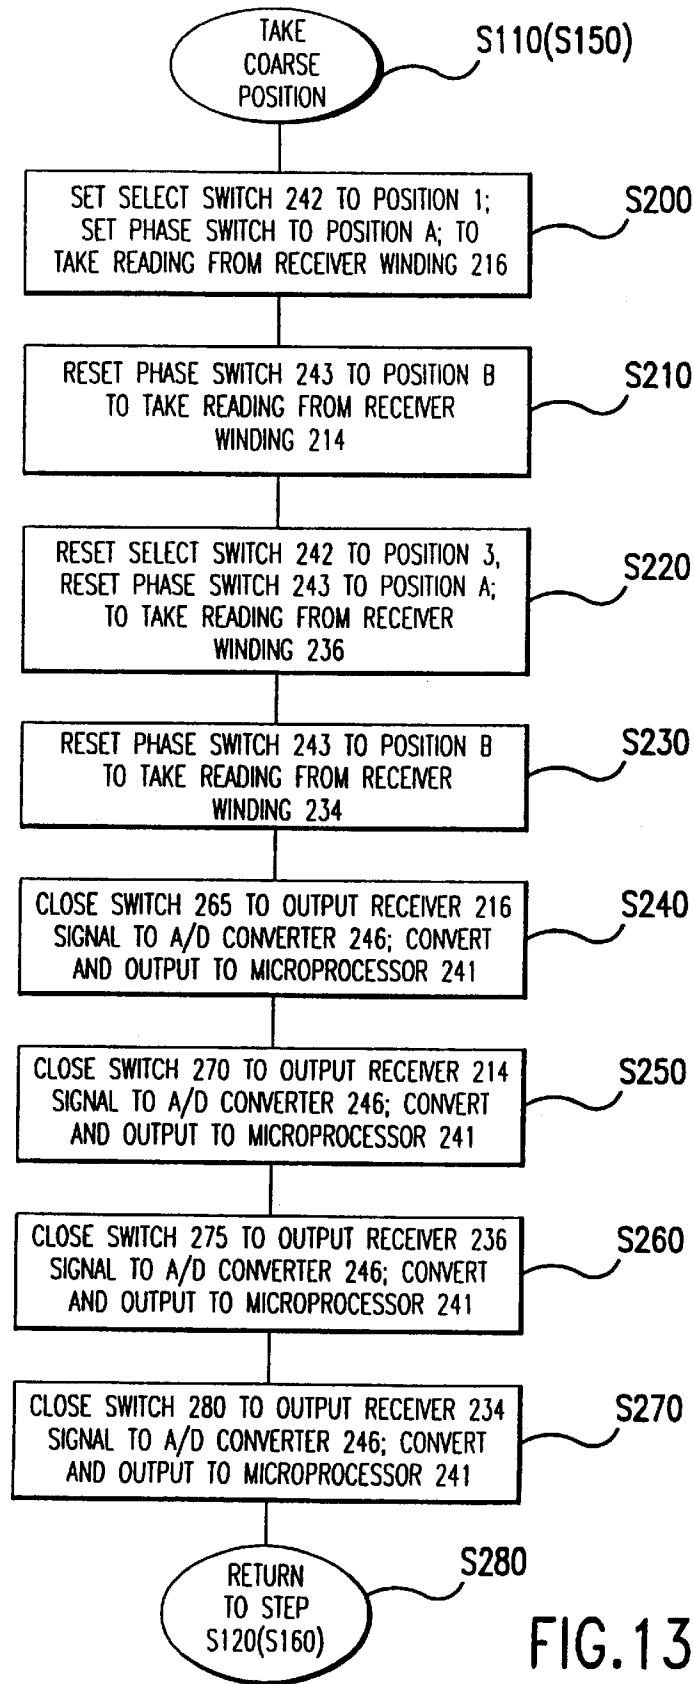 TAKE
COARSE
POSITION
S110(S150)
SET SELECT SWITCH 242 TO POSITION 1;
SET PHASE SWITCH TO POSITION A; TO
TAKE READING FROM RECEIVER WINDING 216
S200
RESET PHASE SWITCH 243 TO POSITION B
TO TAKE READING FROM RECEIVER
WINDING 214
S210
RESET SELECT SWITCH 242 TO POSITION 3,
RESET PHASE SWITCH 243 TO POSITION A;
TO TAKE READING FROM RECEIVER
WINDING 236
S220
RESET PHASE SWITCH 243 TO POSITION B
TO TAKE READING FROM RECEIVER
WINDING 234
S230
CLOSE SWITCH 265 TO OUTPUT RECEIVER 216
SIGNAL TO A/D CONVERTER 246; CONVERT
AND OUTPUT TO MICROPROCESSOR 241
S240
CLOSE SWITCH 270 TO OUTPUT RECEIVER 214
SIGNAL TO A/D CONVERTER 246; CONVERT
AND OUTPUT TO MICROPROCESSOR 241
S250
CLOSE SWITCH 275 TO OUTPUT RECEIVER 236
SIGNAL TO A/D CONVERTER 246; CONVERT
AND OUTPUT TO MICROPROCESSOR 241
S260
CLOSE SWITCH 280 TO OUTPUT RECEIVER 234
SIGNAL TO A/D CONVERTER 246; CONVERT
AND OUTPUT TO MICROPROCESSOR 241
S270
RETURN
TO STEP
S120(S160)
S280
FIG.13